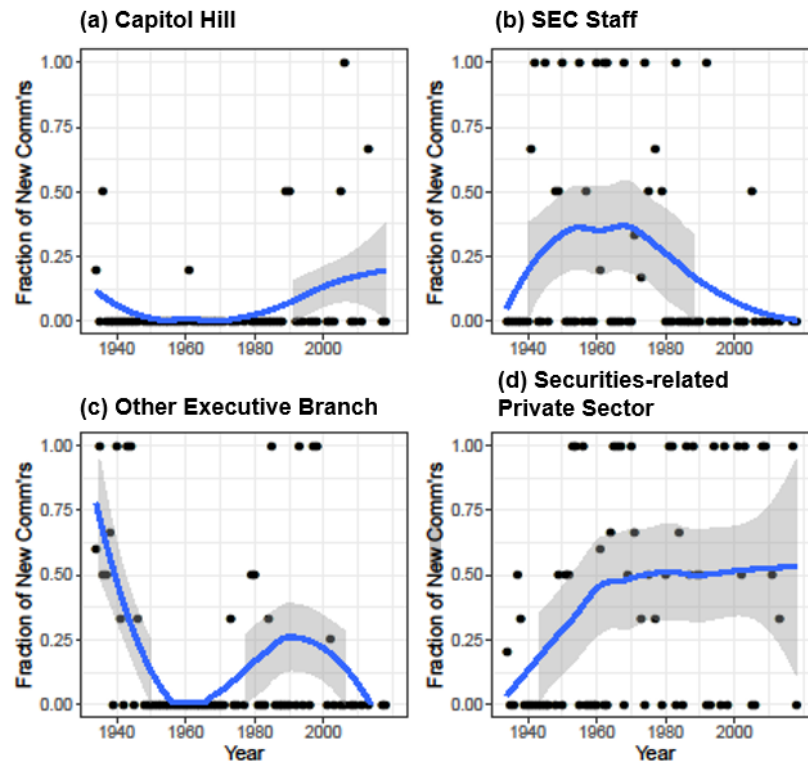 (a) Capitol Hill
Fraction of New Comm'rs
1.00
0.75
0.50
0.25
0.00
1940 1960 1980 2000
(b) SEC Staff
Fraction of New Comm'rs
1.00
0.75
0.50
0.25
0.00
1940 1960 1980 2000
(c) Other Executive Branch
Fraction of New Comm'rs
1.00
0.75
0.50
0.25
0.00
1940 1960 1980 2000
Year
(d) Securities-related
Private Sector
Fraction of New Comm'rs
1.00
0.75
0.50
0.25
0.00
1940 1960 1980 2000
Year